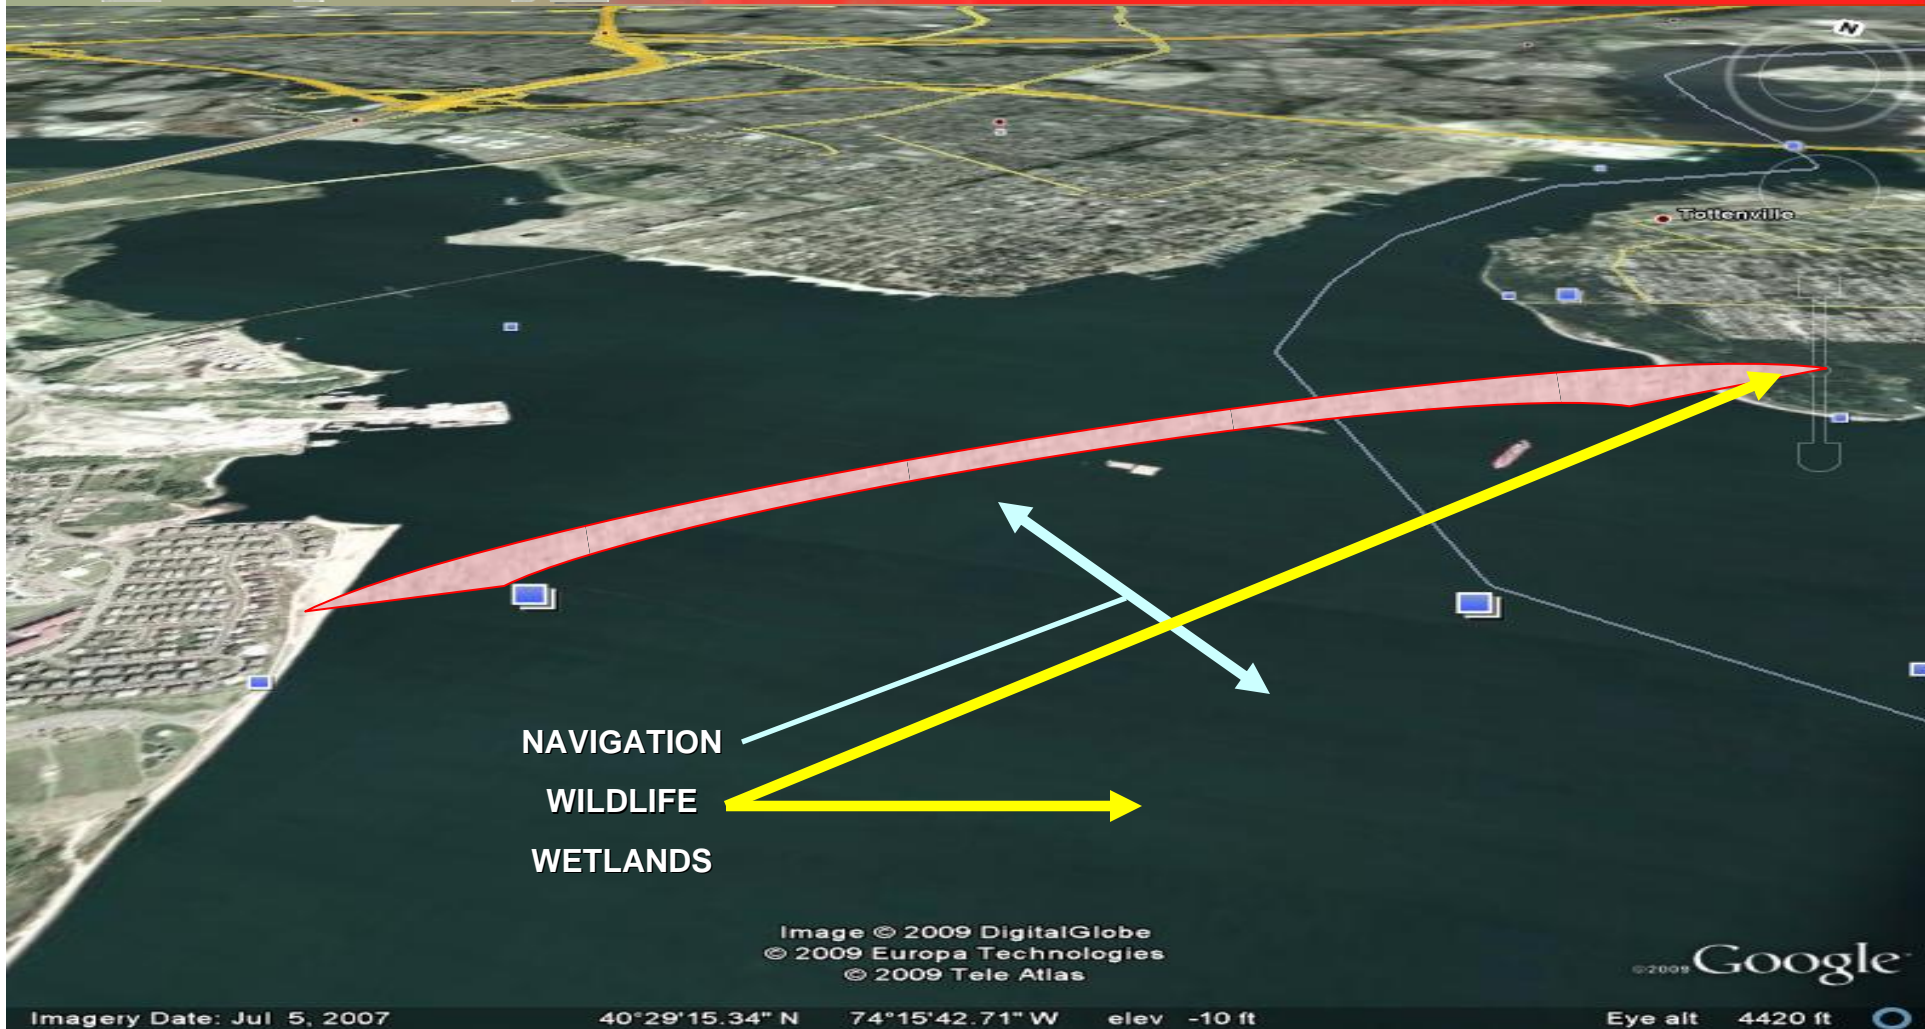 N
Tottenville
NAVIGATION
WILDLIFE
WETLANDS
Image © 2009 DigitalGlobe
© 2009 Europa Technologies
© 2009 Tele Atlas
©2009 Google
Imagery Date: Jul 5, 2007 40°29'15.34" N 74°15'42.71" W elev -10 ft Eye alt 4420 ft